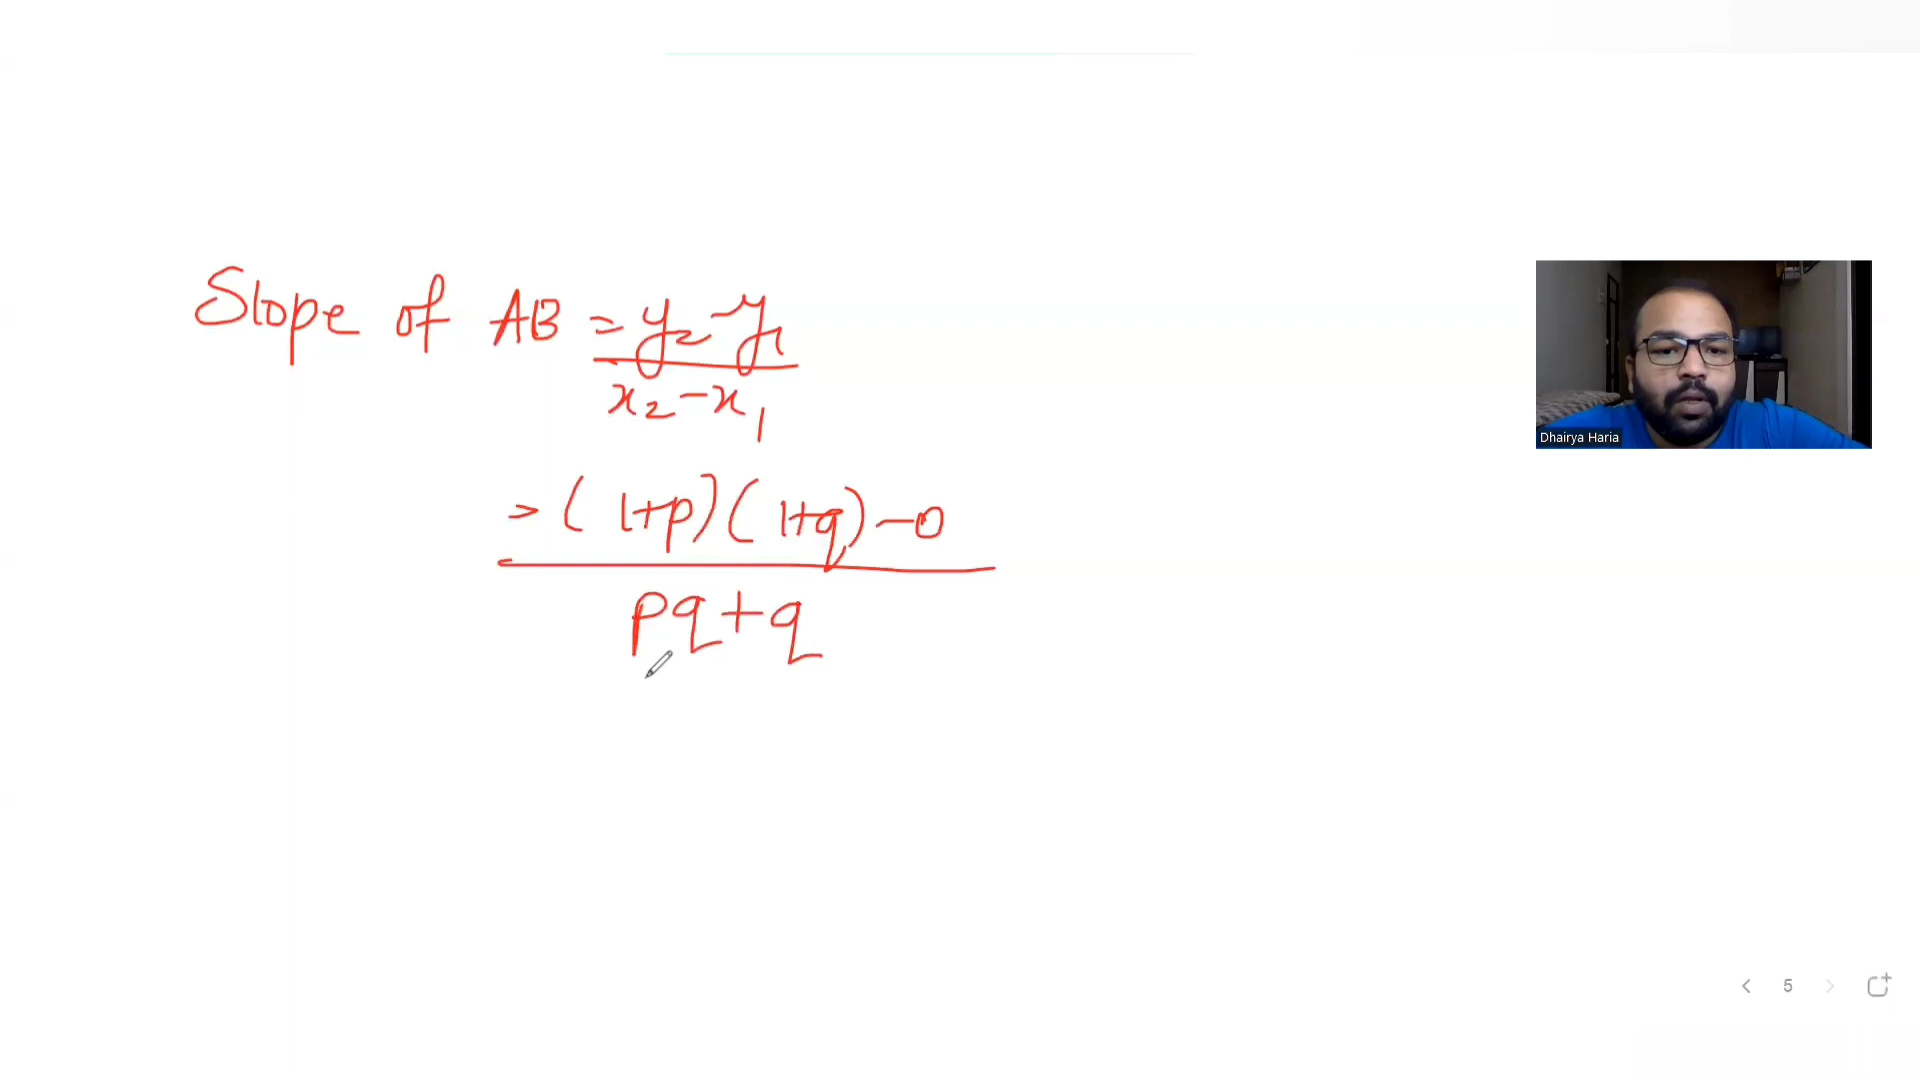 Slope of AB = y₂-y₁
x₂-x₁
= (1+p)(1+q)-0
pq+q
Dhairya Haria
5